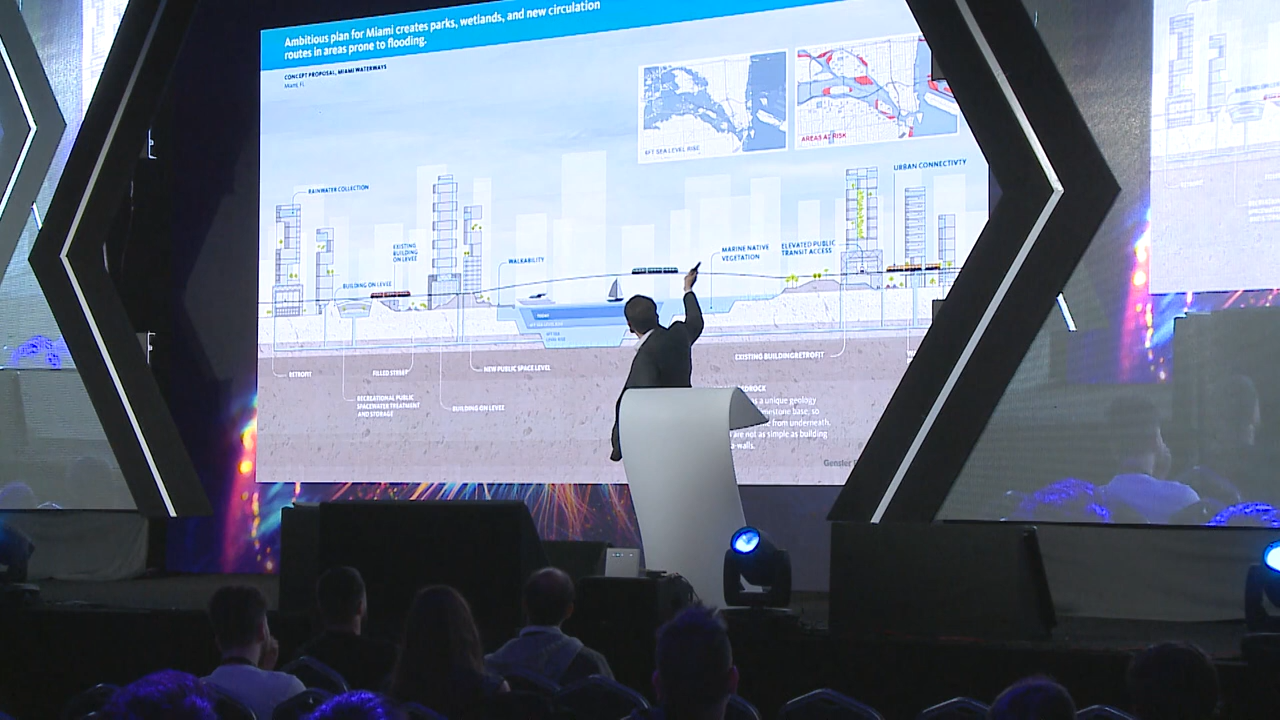 Ambitious plan for Miami creates parks, wetlands, and new circulation
routes in areas prone to flooding.
CONCEPT PROPOSAL, MIAMI WATERWAYS
Miami, FL
6FT SEA LEVEL RISE
AREAS AT RISK
RAINWATER COLLECTION
EXISTING
BUILDING
ON LEVEE
BUILDING ON LEVEE
WALKABILITY
MARINE NATIVE
VEGETATION
ELEVATED PUBLIC
TRANSIT ACCESS
URBAN CONNECTIVITY
RETROFIT
FILLED STREET
RECREATIONAL PUBLIC
SPACEWATER TREATMENT
AND STORAGE
BUILDING ON LEVEE
NEW PUBLIC SPACE LEVEL
EXISTING BUILDING RETROFIT
a unique geology
base, so
from underneath.
are not as simple as building
walls.
Gensler